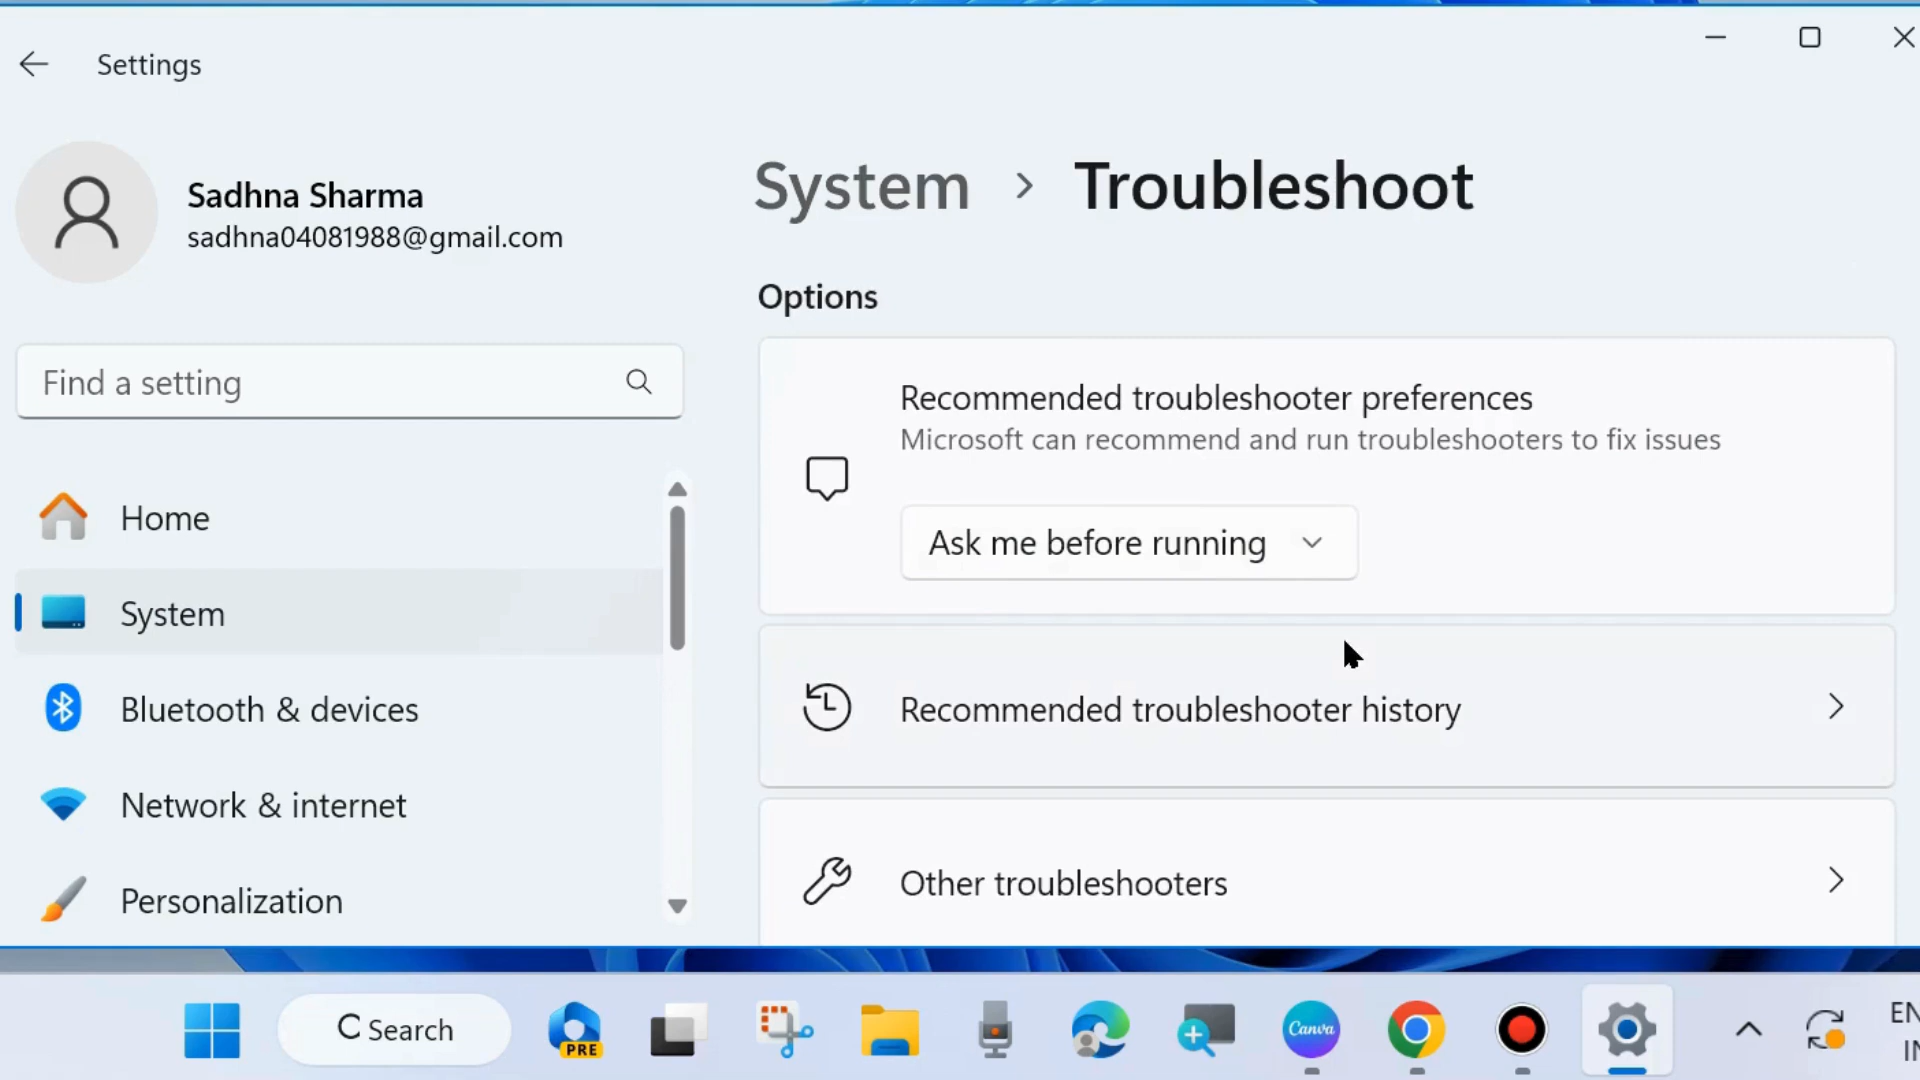 Settings
Sadhna Sharma
sadhna04081988@gmail.com
Find a setting
Home
System
Bluetooth & devices
Network & internet
Personalization
System > Troubleshoot
Options
Recommended troubleshooter preferences
Microsoft can recommend and run troubleshooters to fix issues
Ask me before running
Recommended troubleshooter history
Other troubleshooters
Search
PRE
Canva
EN